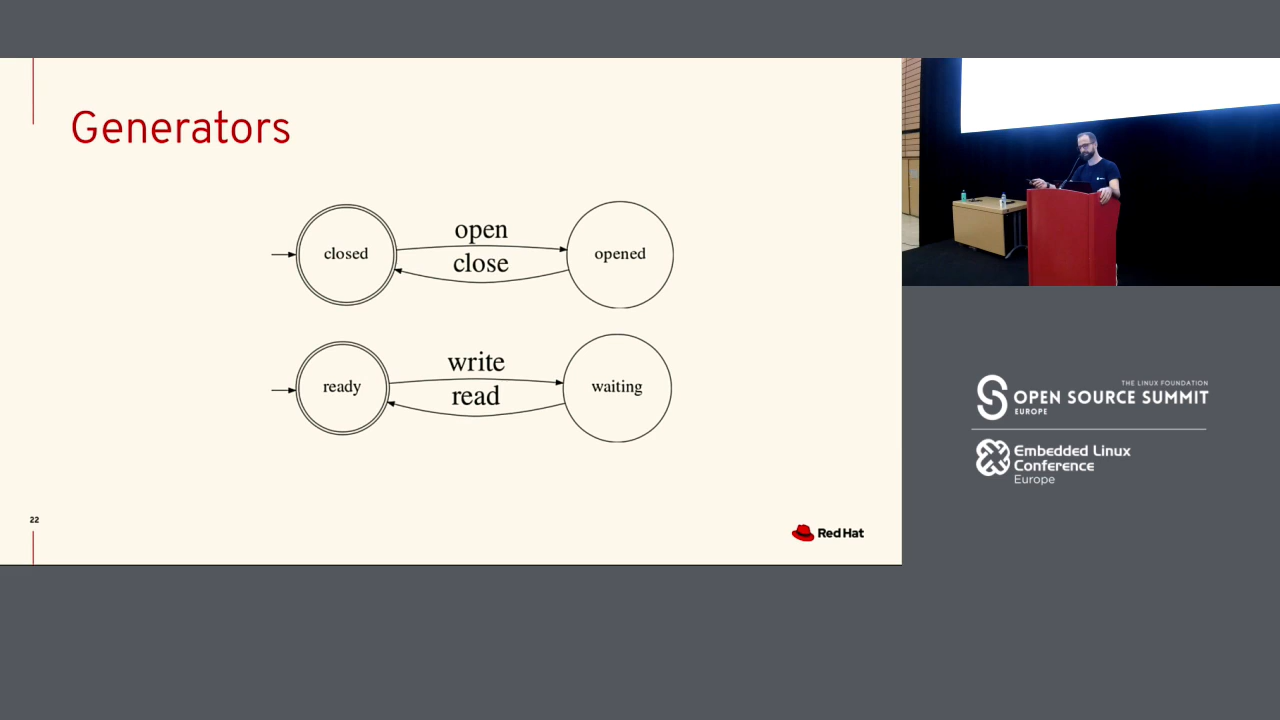 Generators
closed
open
close
opened
ready
write
read
waiting
22
Red Hat
THE LINUX FOUNDATION
OPEN SOURCE SUMMIT
EUROPE
Embedded Linux
Conference
Europe